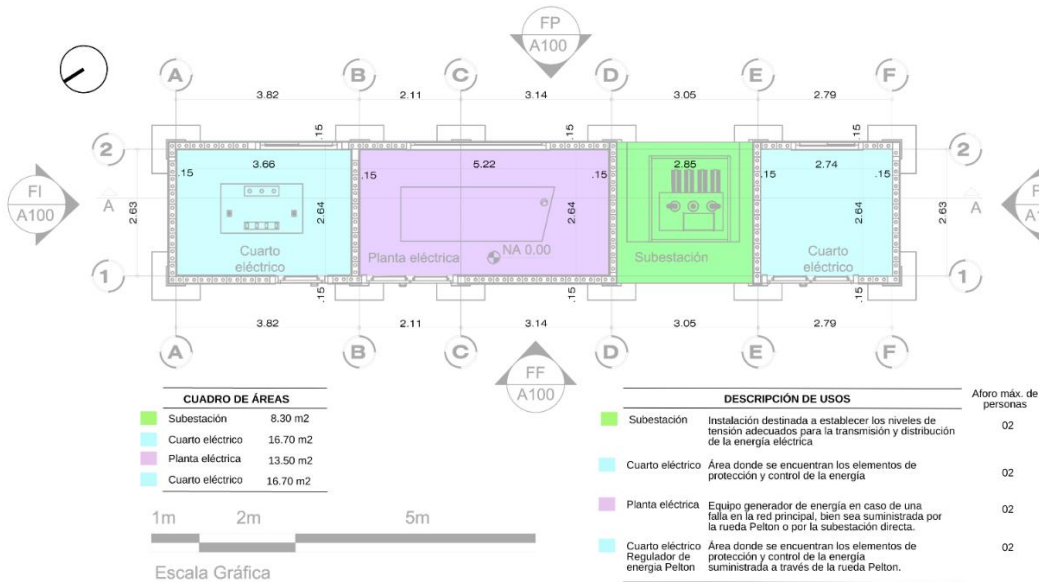 FP
A100
A B C D E F
3.82 2.11 3.14 3.05 2.79
.15 .15 .15
2 2
3.66 5.22 2.85 2.74
.15 .15 .15 .15
FI
A100
A A
2.63 2.64 2.64 2.64 2.63
Cuarto
eléctrico
Planta eléctrica
NA 0.00
Subestación
Cuarto
eléctrico
1 1
.15 .15 .15
3.82 2.11 3.14 3.05 2.79
A B C D E F
FF
A100
CUADRO DE ÁREAS
Subestación 8.30 m2
Cuarto eléctrico 16.70 m2
Planta eléctrica 13.50 m2
Cuarto eléctrico 16.70 m2
1m 2m 5m
Escala Gráfica
DESCRIPCIÓN DE USOS
Aforo máx. de
personas
Subestación Instalación destinada a establecer los niveles de
tensión adecuados para la transmisión y distribución
de la energía eléctrica
02
Cuarto eléctrico Área donde se encuentran los elementos de
protección y control de la energía
02
Planta eléctrica Equipo generador de energía en caso de una
falla en la red principal, bien sea suministrada por
la rueda Pelton o por la subestación directa.
02
Cuarto eléctrico Área donde se encuentran los elementos de
Regulador de protección y control de la energía
energia Pelton suministrada a través de la rueda Pelton.
02